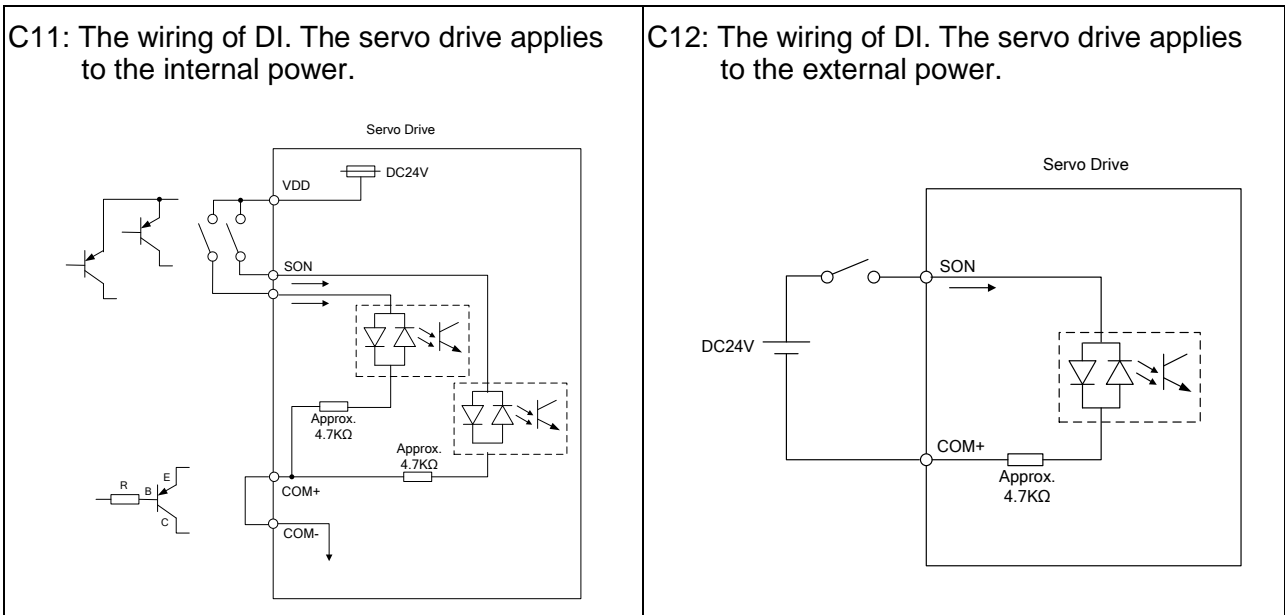 C11: The wiring of DI. The servo drive applies
to the internal power.
Servo Drive
DC24V
VDD
SON
Approx.
4.7KΩ
Approx.
4.7KΩ
COM+
COM-
R
B
E
C
C12: The wiring of DI. The servo drive applies
to the external power.
Servo Drive
SON
DC24V
COM+
Approx.
4.7KΩ